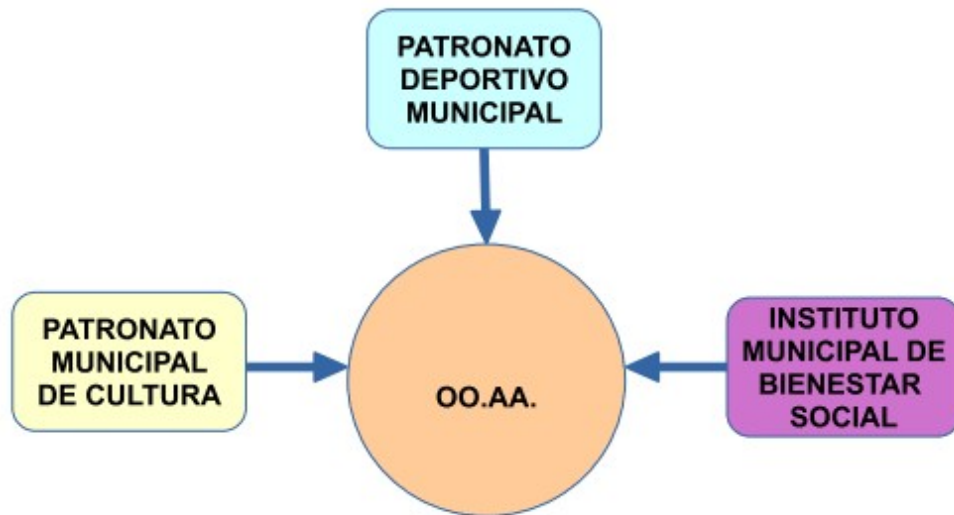 PATRONATO
DEPORTIVO
MUNICIPAL
PATRONATO
MUNICIPAL
DE CULTURA
OO.AA.
INSTITUTO
MUNICIPAL DE
BIENESTAR
SOCIAL